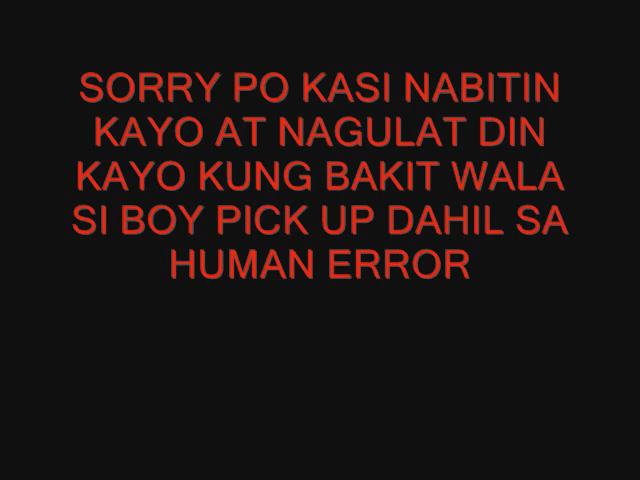 SORRY PO KASI NABITIN
KAYO AT NAGULAT DIN
KAYO KUNG BAKIT WALA
SI BOY PICK UP DAHIL SA
HUMAN ERROR